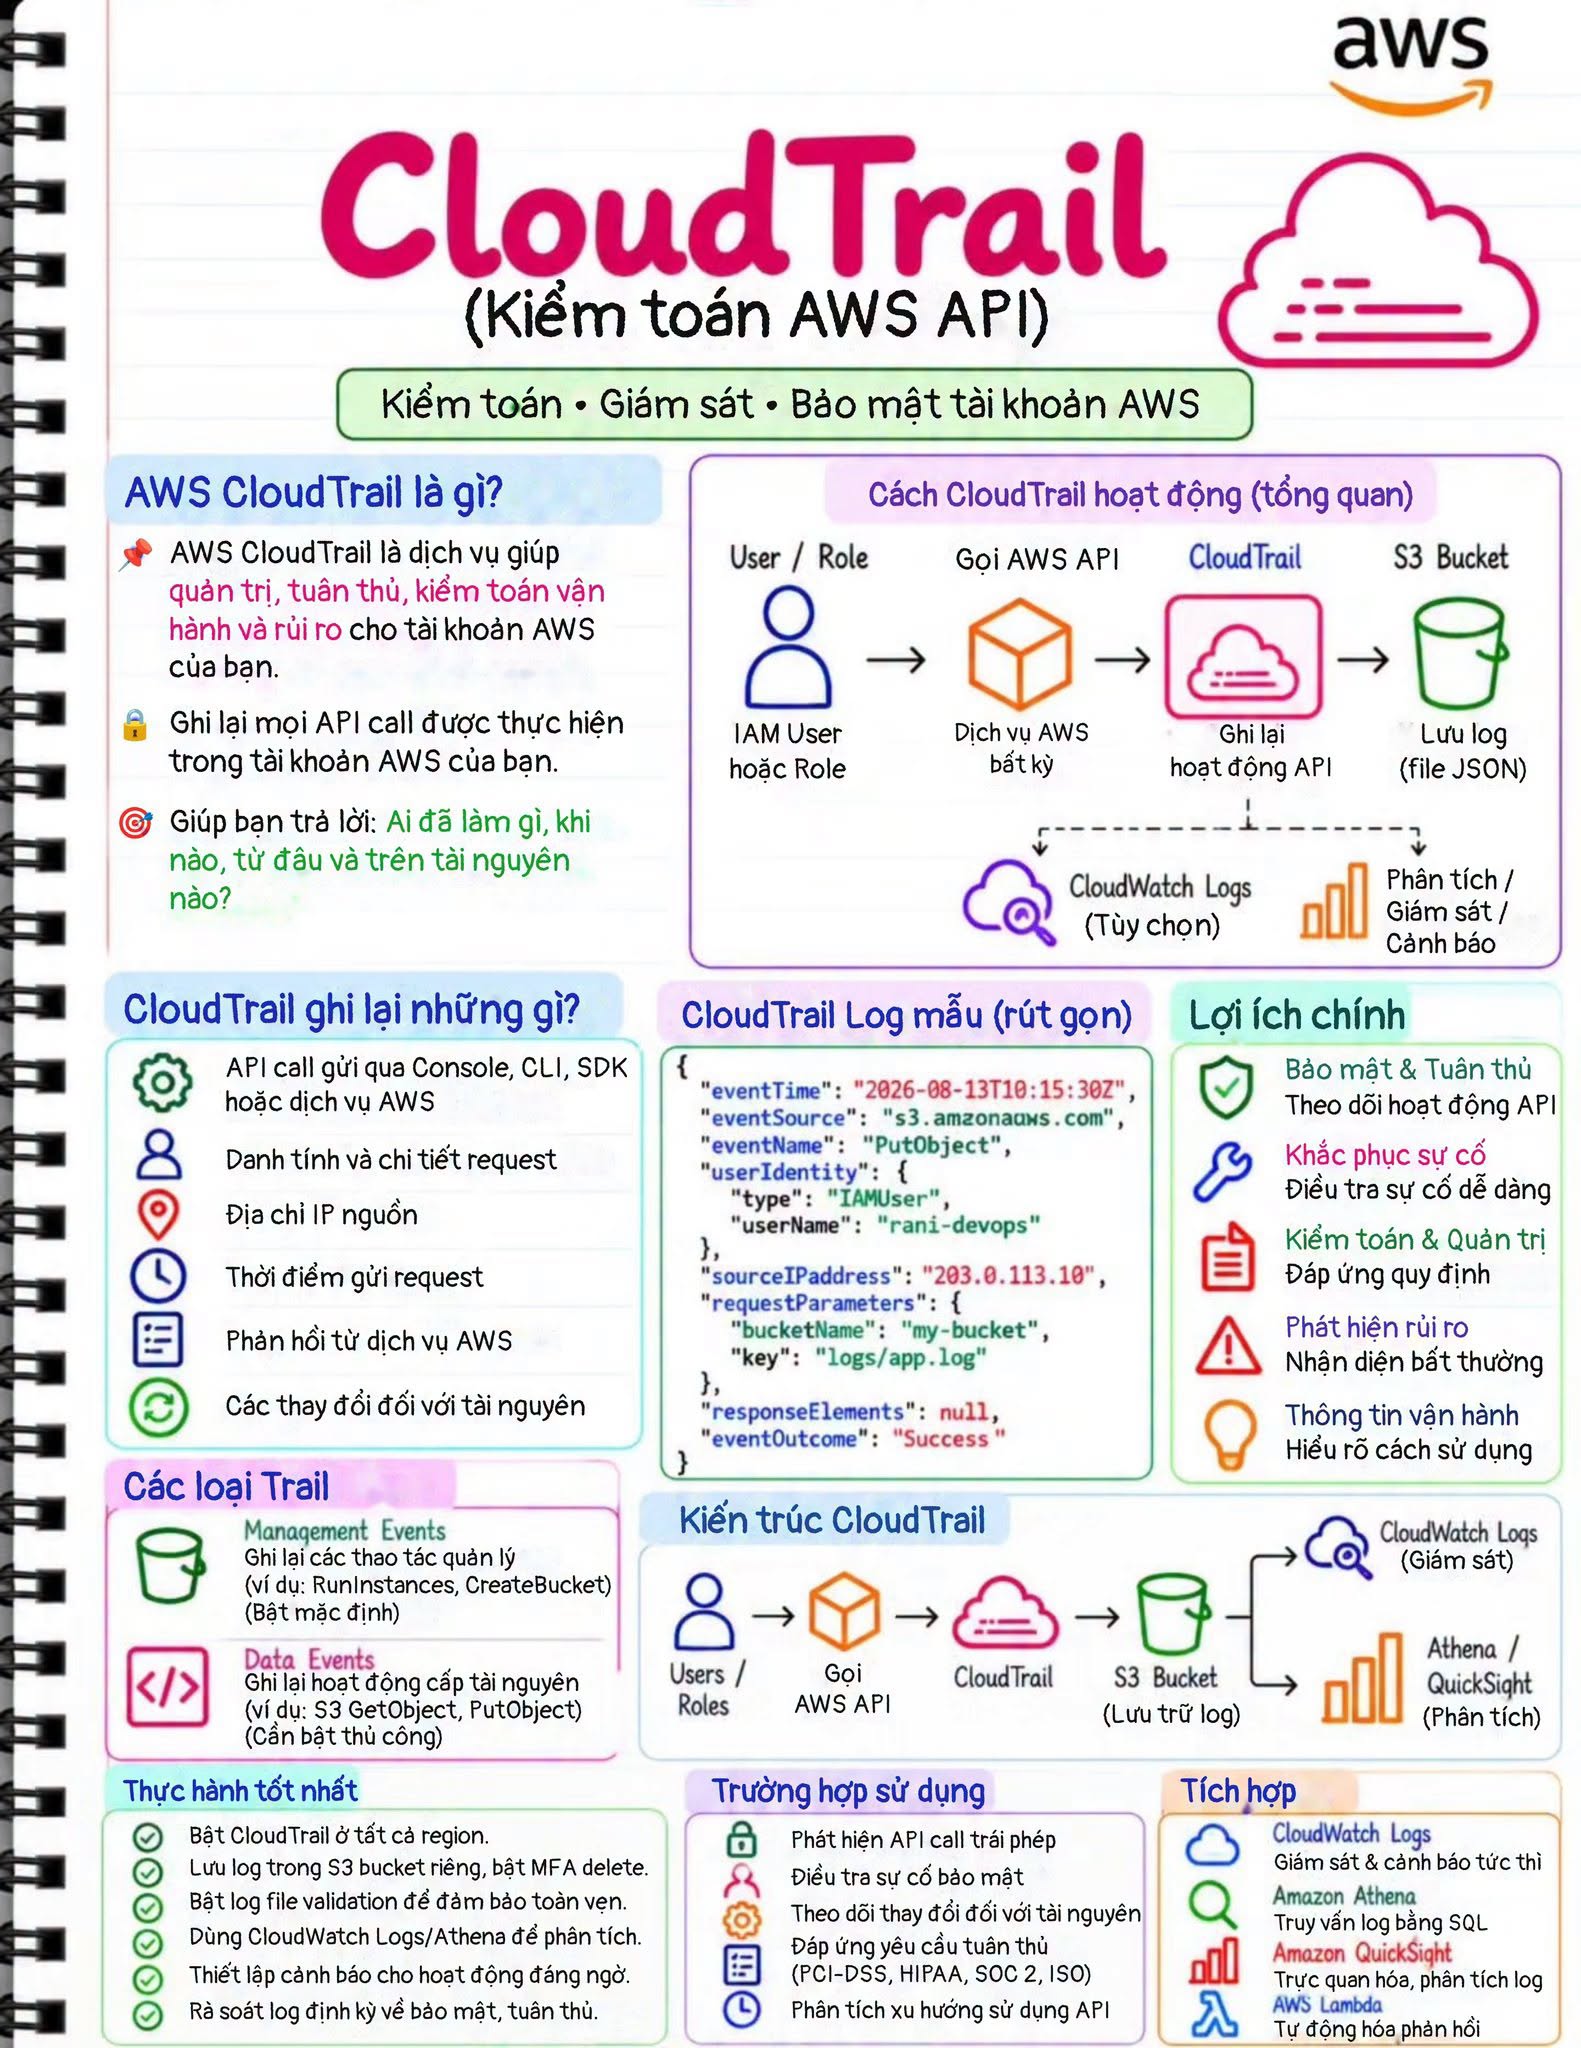 aws
CloudTrail
(Kiểm toán AWS API)
Kiểm toán • Giám sát • Bảo mật tài khoản AWS
AWS CloudTrail là gì?
AWS CloudTrail là dịch vụ giúp
quản trị, tuân thủ, kiểm toán vận
hành và rủi ro cho tài khoản AWS
của bạn.
Ghi lại mọi API call được thực hiện
trong tài khoản AWS của bạn.
Giúp bạn trả lời: Ai đã làm gì, khi
nào, từ đâu và trên tài nguyên
nào?
Cách CloudTrail hoạt động (tổng quan)
User / Role
Gọi AWS API
CloudTrail
S3 Bucket
IAM User
hoặc Role
Dịch vụ AWS
bất kỳ
Ghi lại
hoạt động API
Lưu log
(file JSON)
CloudWatch Logs
(Tùy chọn)
Phân tích /
Giám sát /
Cảnh báo
CloudTrail ghi lại những gì?
API call gửi qua Console, CLI, SDK
hoặc dịch vụ AWS
Danh tính và chi tiết request
Địa chỉ IP nguồn
Thời điểm gửi request
Phản hồi từ dịch vụ AWS
Các thay đổi đối với tài nguyên
CloudTrail Log mẫu (rút gọn)
{
"eventTime": "2026-08-13T10:15:30Z",
"eventSource": "s3.amzonaaws.com",
"eventName": "PutObject",
"userIdentity": {
"type": "IAMUser",
"userName": "rani-devops"
},
"sourceIPaddress": "203.0.113.10",
"requestParameters": {
"bucketName": "my-bucket",
"key": "logs/app.log"
},
"responseElements": null,
"eventOutcome": "Success "
}
Lợi ích chính
Bảo mật & Tuân thủ
Theo dõi hoạt động API
Khắc phục sự cố
Điều tra sự cố dễ dàng
Kiểm toán & Quản trị
Đáp ứng quy định
Phát hiện rủi ro
Nhận diện bất thường
Thông tin vận hành
Hiểu rõ cách sử dụng
Các loại Trail
Management Events
Ghi lại các thao tác quản lý
(ví dụ: RunInstances, CreateBucket)
(Bật mặc định)
Data Events
Ghi lại hoạt động cấp tài nguyên
(ví dụ: S3 GetObject, PutObject)
(Cần bật thủ công)
Kiến trúc CloudTrail
Users /
Roles
Gọi
AWS API
CloudTrail
S3 Bucket
(Lưu trữ log)
CloudWatch Logs
(Giám sát)
Athena /
QuickSight
(Phân tích)
Thực hành tốt nhất
Bật CloudTrail ở tất cả region.
Lưu log trong S3 bucket riêng, bật MFA delete.
Bật log file validation để đảm bảo toàn vẹn.
Dùng CloudWatch Logs/Athena để phân tích.
Thiết lập cảnh báo cho hoạt động đáng ngờ.
Rà soát log định kỳ về bảo mật, tuân thủ.
Trường hợp sử dụng
Phát hiện API call trái phép
Điều tra sự cố bảo mật
Theo dõi thay đổi đối với tài nguyên
Đáp ứng yêu cầu tuân thủ
(PCI-DSS, HIPAA, SOC 2, ISO)
Phân tích xu hướng sử dụng API
Tích hợp
CloudWatch Logs
Giám sát & cảnh báo tức thì
Amazon Athena
Truy vấn log bằng SQL
Amazon QuickSight
Trực quan hóa, phân tích log
AWS Lambda
Tự động hóa phản hồi